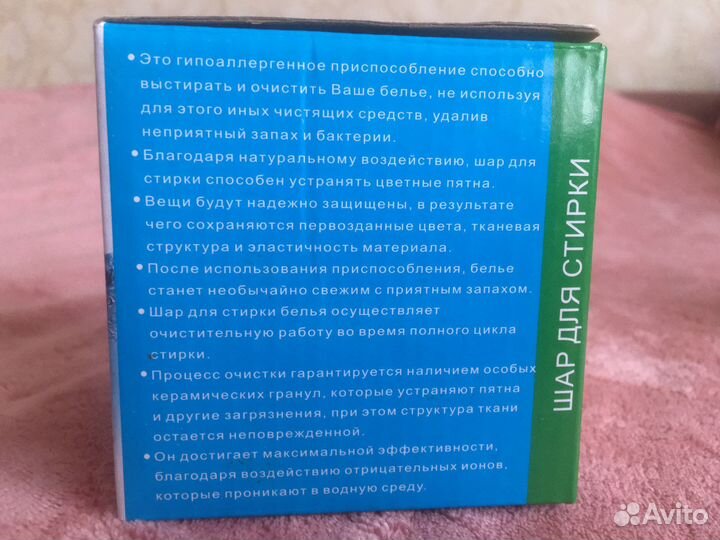 • Это гипоаллергенное приспособление способно
выстирать и очистить Ваше белье, не используя
для этого иных чистящих средств, удалив
неприятный запах и бактерии.
• Благодаря натуральному воздействию, шар для
стирки способен устранять цветные пятна.
• Вещи будут надежно защищены, в результате
чего сохраняются первозданные цвета, тканевая
структура и эластичность материала.
• После использования приспособления, белье
станет необычайно свежим с приятным запахом.
• Шар для стирки белья осуществляет
очистительную работу во время полного цикла
стирки.
• Процесс очистки гарантируется наличием особых
керамических гранул, которые устраняют пятна
и другие загрязнения, при этом структура ткани
остается неповрежденной.
• Он достигает максимальной эффективности,
благодаря воздействию отрицательных ионов,
которые проникают в водную среду.
ШАР ДЛЯ СТИРКИ
Avito